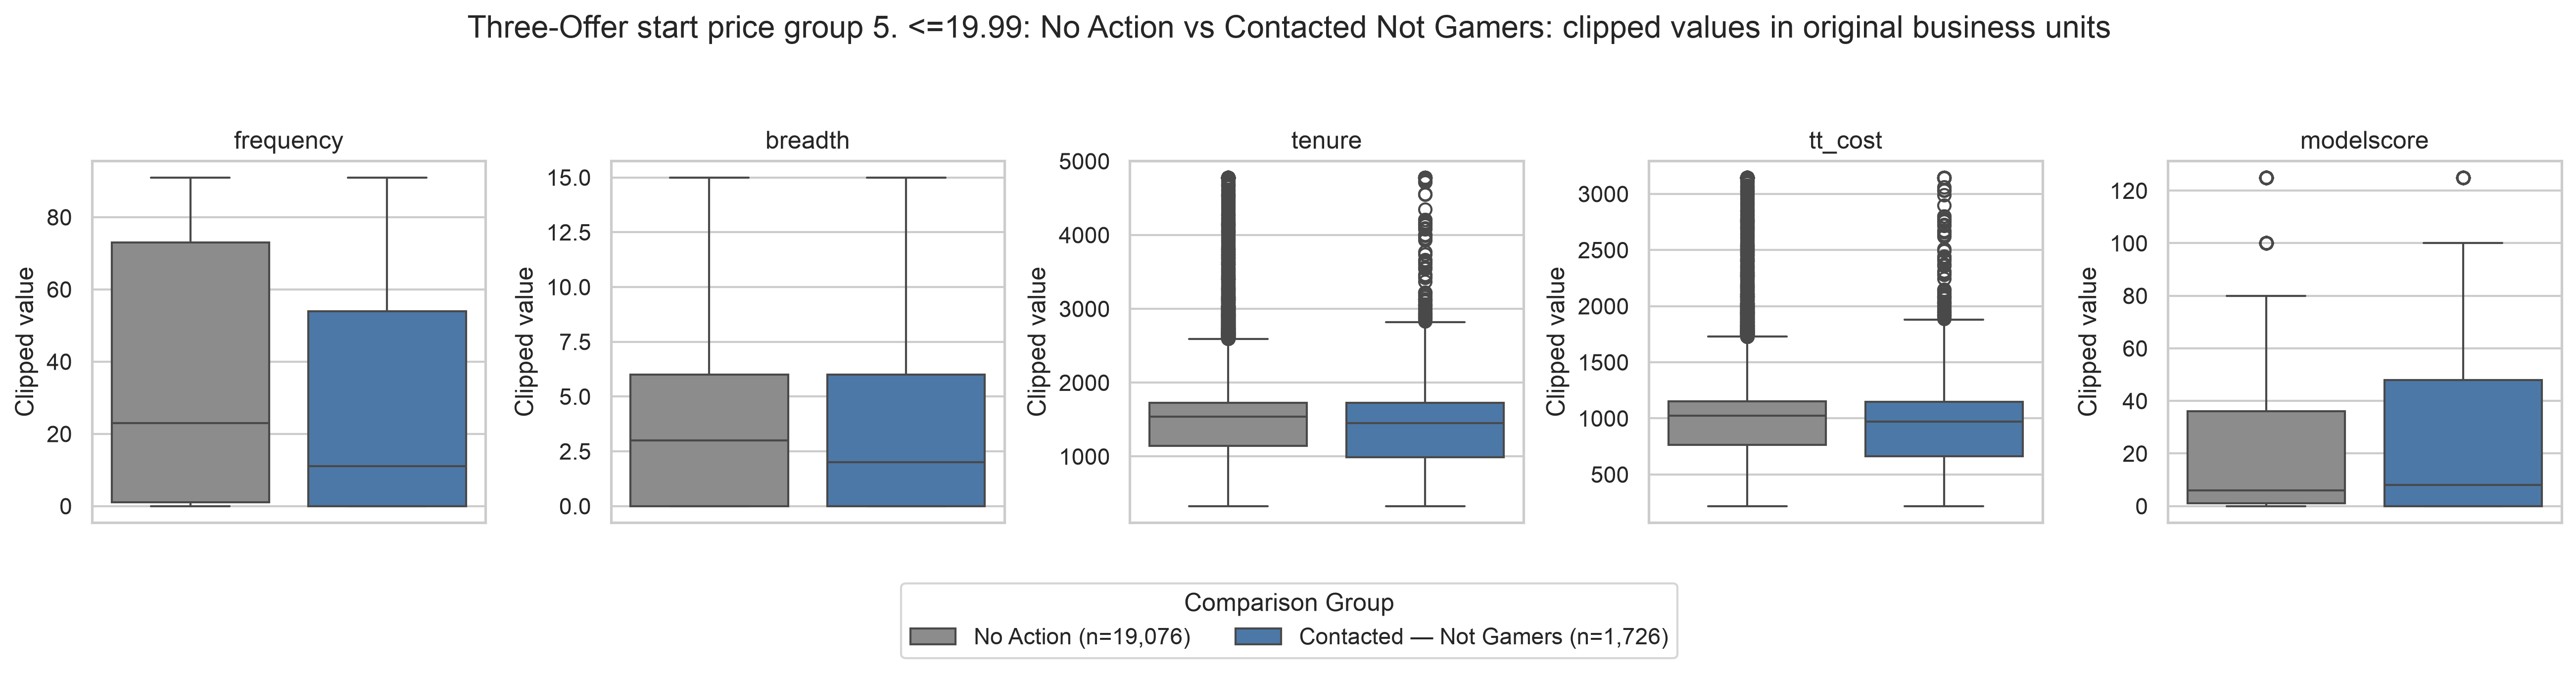 Three-Offer start price group 5. <=19.99: No Action vs Contacted Not Gamers: clipped values in original business units
frequency
Clipped value
80
60
40
20
0
breadth
Clipped value
15.0
12.5
10.0
7.5
5.0
2.5
0.0
tenure
Clipped value
5000
4000
3000
2000
1000
tt_cost
Clipped value
3000
2500
2000
1500
1000
500
modelscore
Clipped value
120
100
80
60
40
20
0
Comparison Group
No Action (n=19,076)
Contacted — Not Gamers (n=1,726)